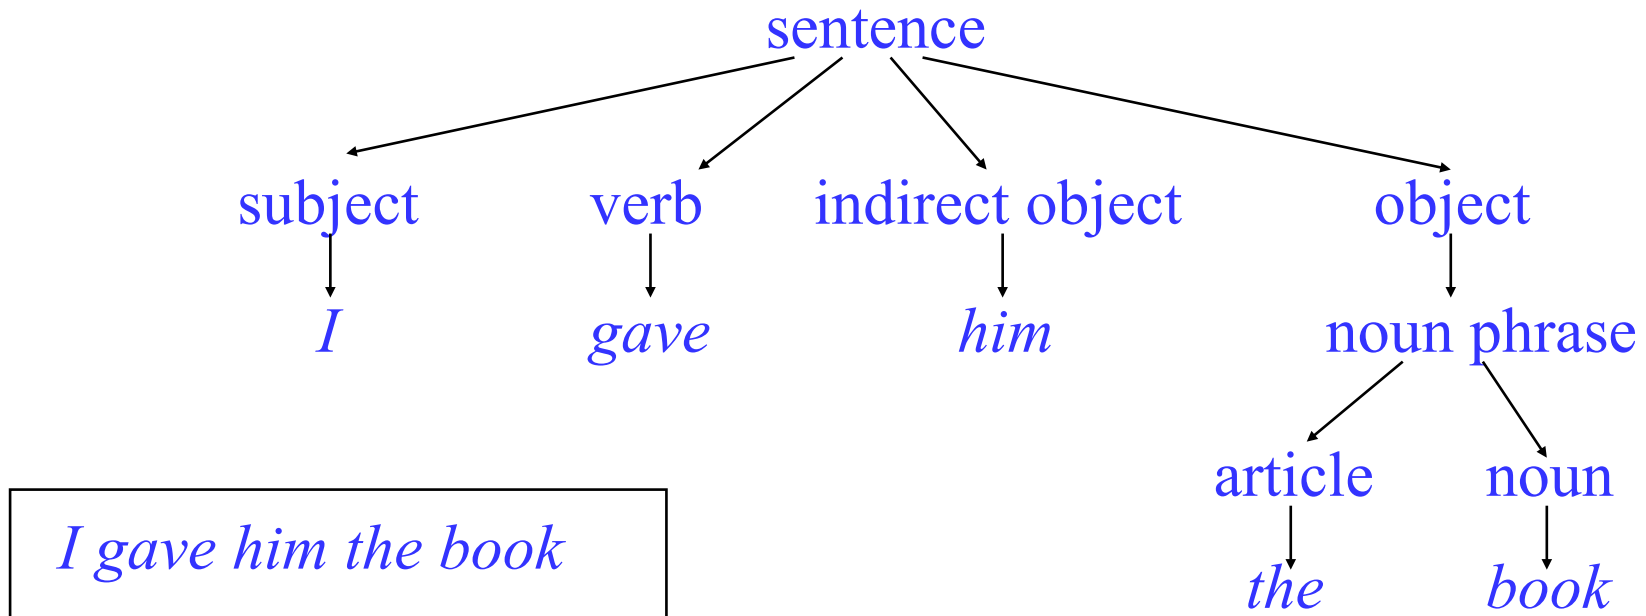 sentence
subject verb indirect object object
I gave him noun phrase
article noun
I gave him the book
the book